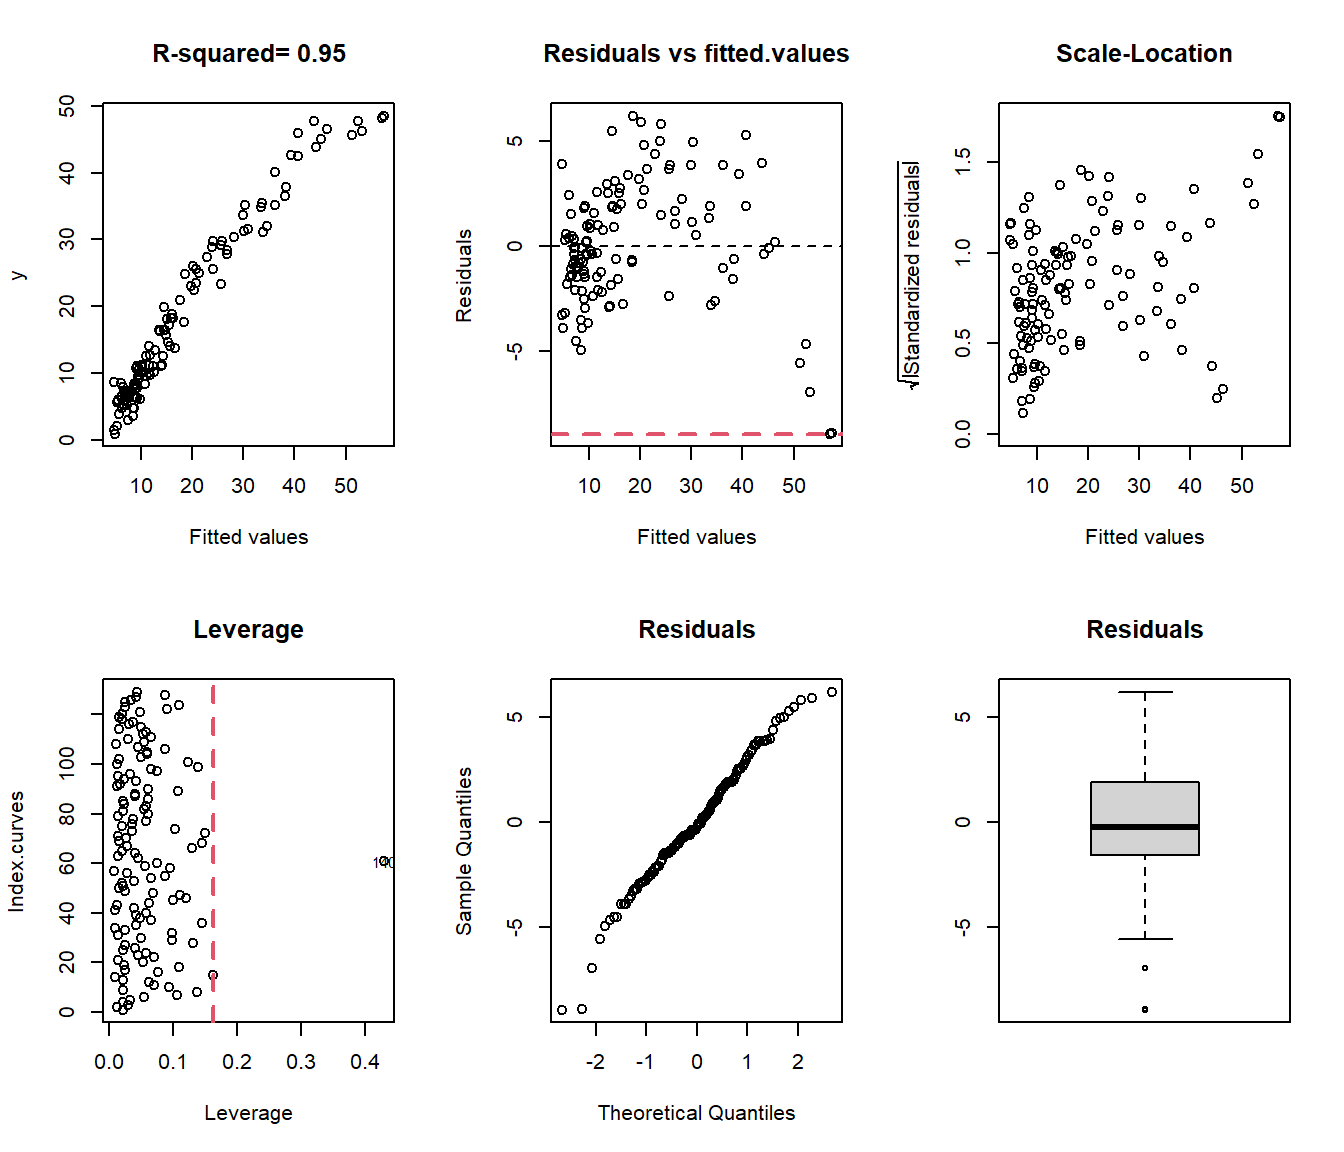 R-squared= 0.95
y
0 10 20 30 40 50
10 20 30 40 50
Fitted values
Residuals vs fitted.values
Residuals
-5 0 5
10 20 30 40 50
Fitted values
Scale-Location
√|Standardized residuals|
0.0 0.5 1.0 1.5
10 20 30 40 50
Fitted values
Leverage
Index.curves
0 20 40 60 80 100
0.0 0.1 0.2 0.3 0.4
Leverage
Residuals
Sample Quantiles
-5 0 5
-2 -1 0 1 2
Theoretical Quantiles
Residuals
-5 0 5